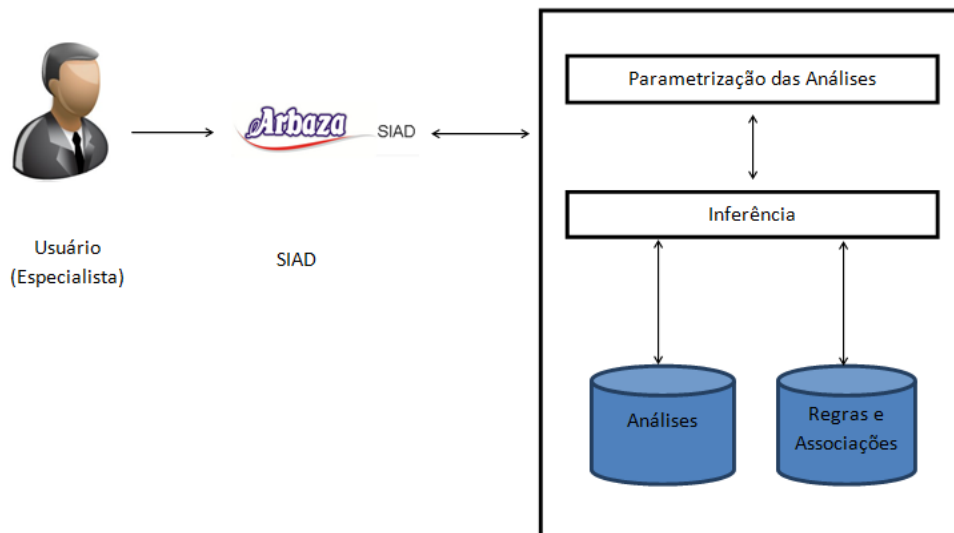 Parametrização das Análises
Arbaza SIAD
Inferência
Usuário
(Especialista)
SIAD
Análises
Regras e
Associações